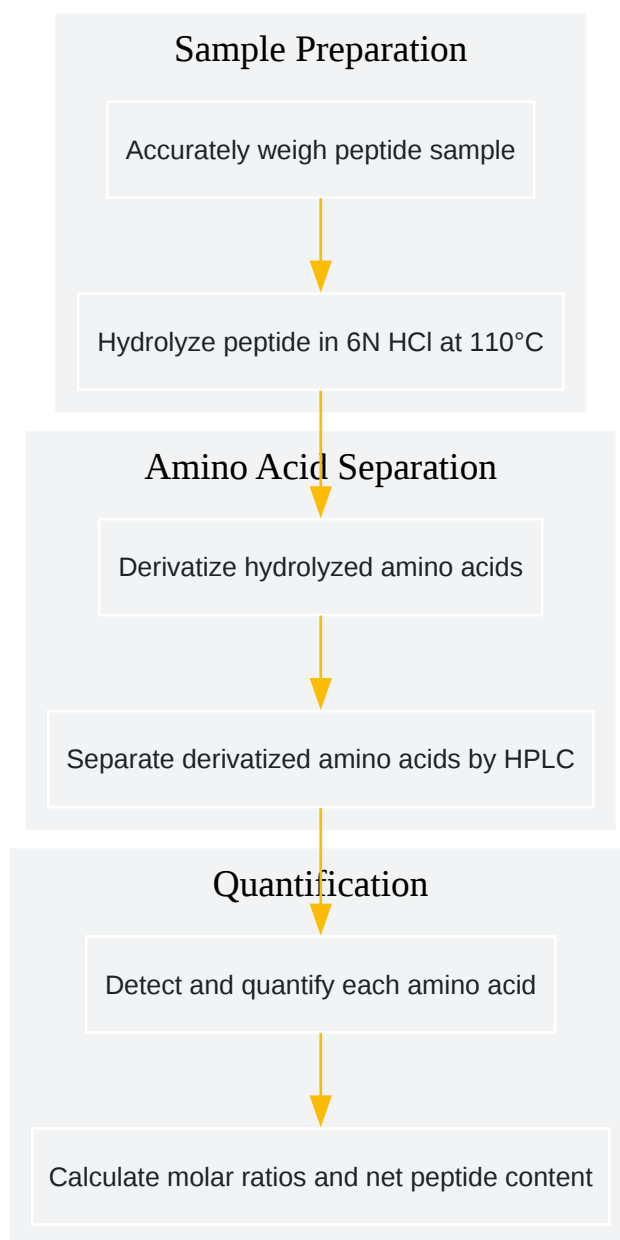 Sample Preparation
Accurately weigh peptide sample
Hydrolyze peptide in 6N HCl at 110°C
Amino Acid Separation
Derivatize hydrolyzed amino acids
Separate derivatized amino acids by HPLC
Quantification
Detect and quantify each amino acid
Calculate molar ratios and net peptide content